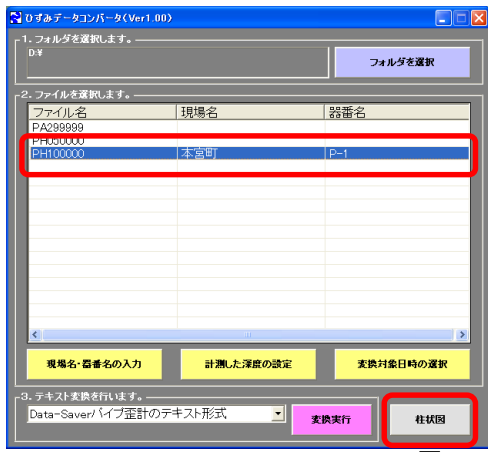 ひずみデータコンバータ(Ver1.00)
1. フォルダを選択します。
D:¥
フォルダを選択
2. ファイルを選択します。
ファイル名 現場名 器番名
PA299999
PH050000
PH100000 本宮町 P-1
現場名・器番名の入力 計測した深度の設定 変換対象日時の選択
3. テキスト変換を行います。
Data-Saverパイプ歪計のテキスト形式 変換実行 柱状図